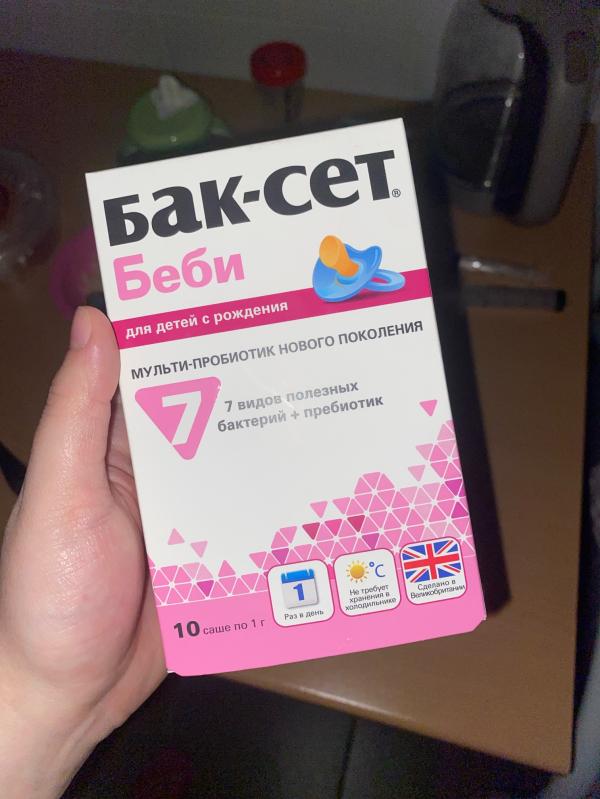 Бак-сет®
Беби
для детей с рождения
МУЛЬТИ-ПРОБИОТИК НОВОГО ПОКОЛЕНИЯ
7
7 видов полезных
бактерий + пребиотик
1
Раз в день
°C
Не требует
хранения в
холодильнике
Сделано в
Великобритании
10 саше по 1 г